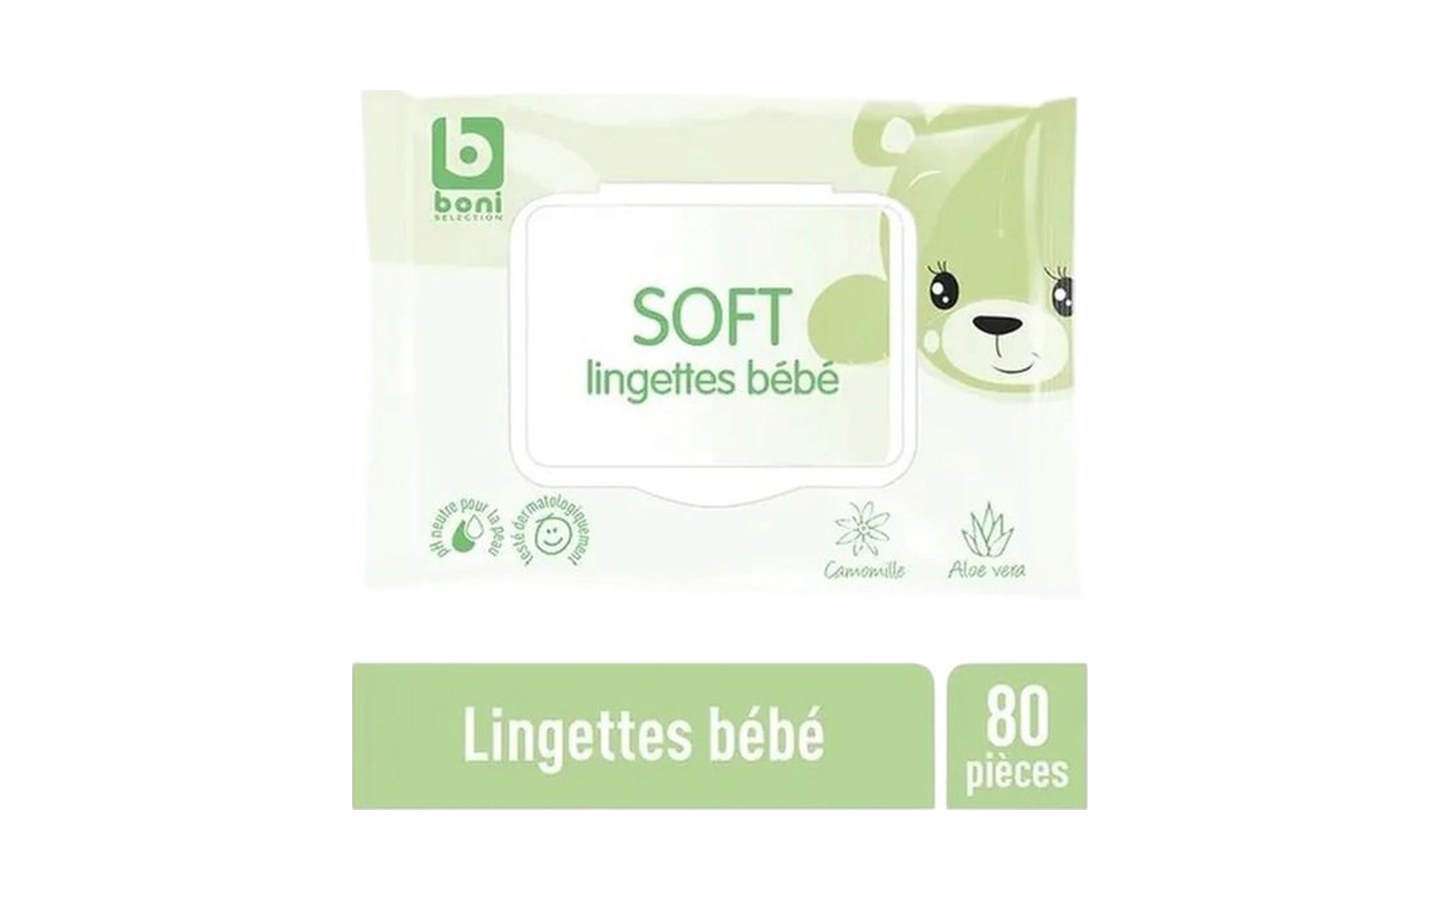 b
boni
SELECTION
SOFT
lingettes bébé
pH neutre pour la peau
testé dermatologiquement
Camomille
Aloe vera
Lingettes bébé
80
pièces